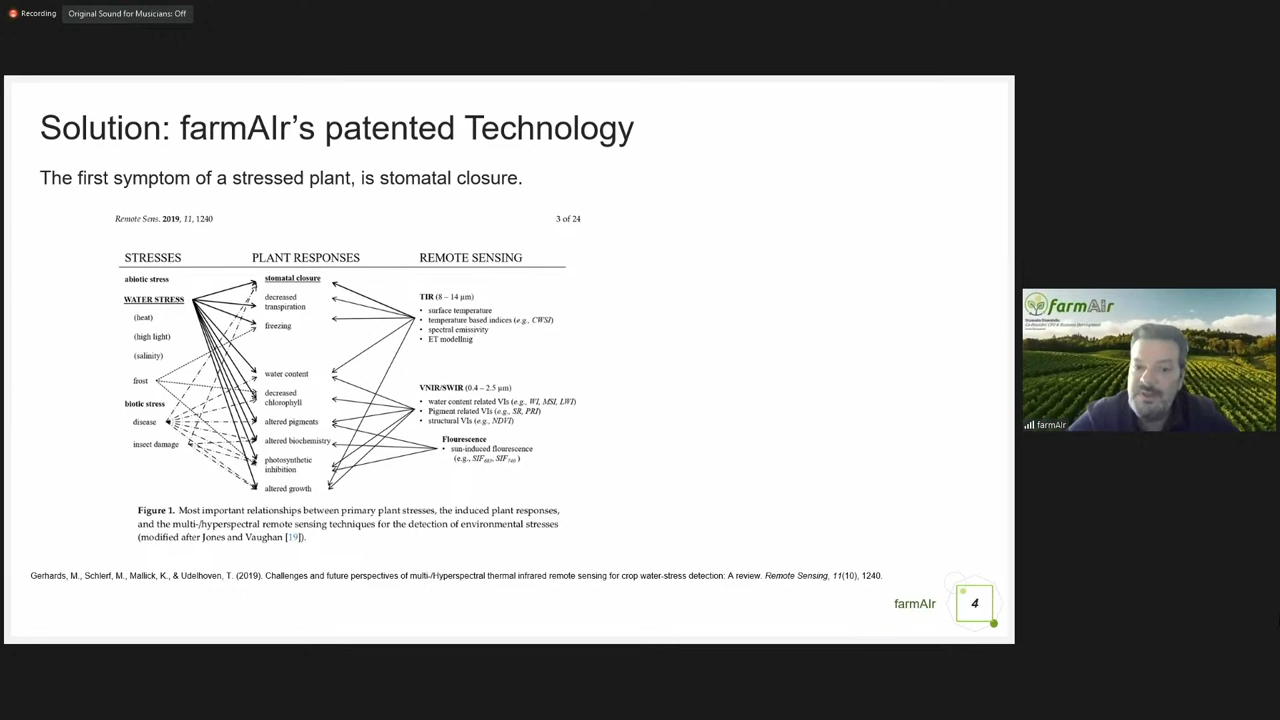 Recording
Original Sound for Musicians: Off
Solution: farmAIr’s patented Technology
The first symptom of a stressed plant, is stomatal closure.
Remote Sens. 2019, 11, 1240
3 of 24
STRESSES
PLANT RESPONSES
REMOTE SENSING
abiotic stress
WATER STRESS
(heat)
(high light)
(salinity)
frost
biotic stress
disease
insect damage
stomatal closure
decreased
transpiration
freezing
water content
decreased
chlorophyll
altered pigments
altered biochemistry
photosynthetic
inhibition
altered growth
TIR (8 – 14 µm)
• surface temperature
• temperature based indices (e.g., CWSI)
• spectral emissivity
• ET modellnig
VNIR/SWIR (0.4 – 2.5 µm)
• water content related VIs (e.g., WI, MSI, LWI)
• Pigment related VIs (e.g., SR, PRI)
• structural VIs (e.g., NDVI)
Flourescence
• sun-induced flourescence
(e.g., SIF687, SIF740)
Figure 1. Most important relationships between primary plant stresses, the induced plant responses,
and the multi-/hyperspectral remote sensing techniques for the detection of environmental stresses
(modified after Jones and Vaughan [19]).
Gerhards, M., Schlerf, M., Mallick, K., & Udelhoven, T. (2019). Challenges and future perspectives of multi-/Hyperspectral thermal infrared remote sensing for crop water-stress detection: A review. Remote Sensing, 11(10), 1240.
farmAIr
4
farmAIr
Co-Founder, CFO & Business Development
farmAIr